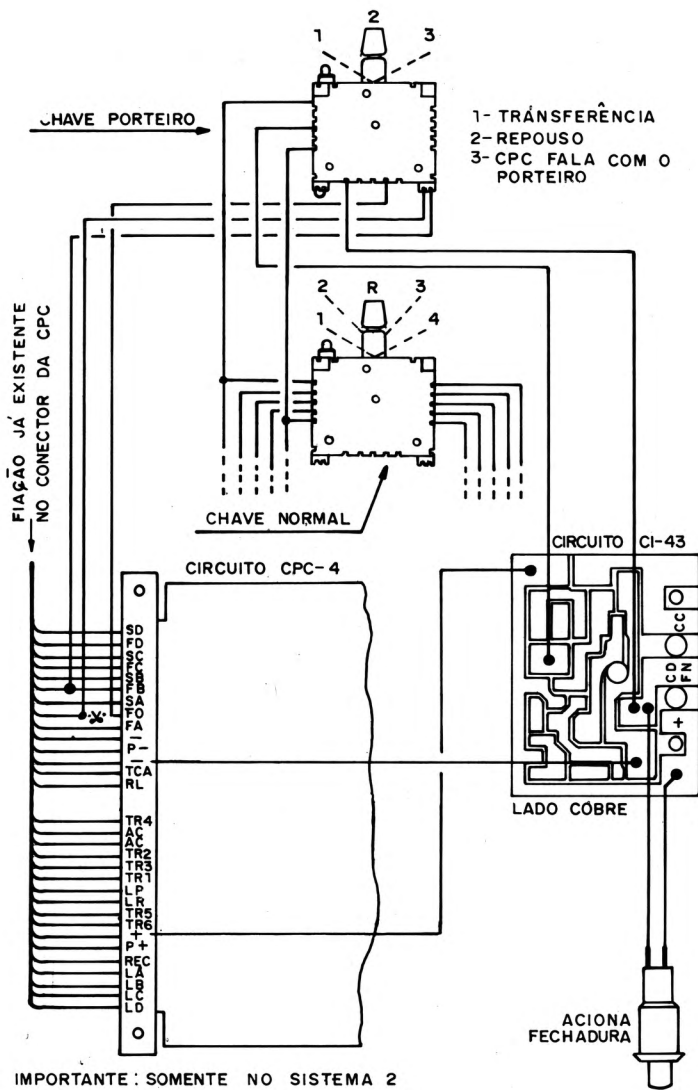 2
1
3
CHAVE PORTEIRO
1- TRÂNSFERÊNCIA
2- REPOUSO
3- CPC FALA COM O
PORTEIRO
2
R
3
1
4
FIAÇÃO JÁ EXISTENTE
NO CONECTOR DA CPC
CHAVE NORMAL
CIRCUITO CPC-4
CIRCUITO CI-43
SD
FD
SC
FC
SB
FB
SA
FO
FA
-
P-
-
TCA
RL
TR4
AC
AC
TR2
TR3
TR1
LP
LR
TR5
TR6
+
P+
REC
LA
LB
LC
LD
CC
CD
FN
+
LADO COBRE
ACIONA
FECHADURA
IMPORTANTE: SOMENTE NO SISTEMA 2